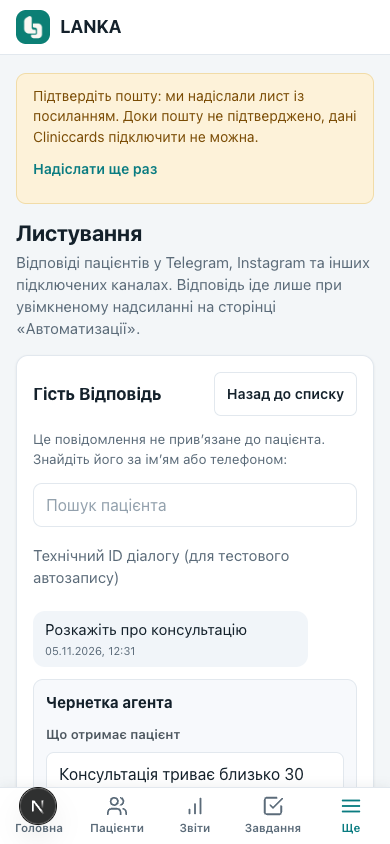 LANKA
Підтвердіть пошту: ми надіслали лист із
посиланням. Доки пошту не підтверджено, дані
Cliniccards підключити не можна.
Надіслати ще раз
Листування
Відповіді пацієнтів у Telegram, Instagram та інших
підключених каналах. Відповідь іде лише при
увімкненому надсиланні на сторінці
«Автоматизації».
Гість Відповідь
Назад до списку
Це повідомлення не прив’язане до пацієнта.
Знайдіть його за ім’ям або телефоном:
Пошук пацієнта
Технічний ID діалогу (для тестового
автозапису)
Розкажіть про консультацію
05.11.2026, 12:31
Чернетка агента
Що отримає пацієнт
Консультація триває близько 30
N
Головна
Пацієнти
Звіти
Завдання
Ще